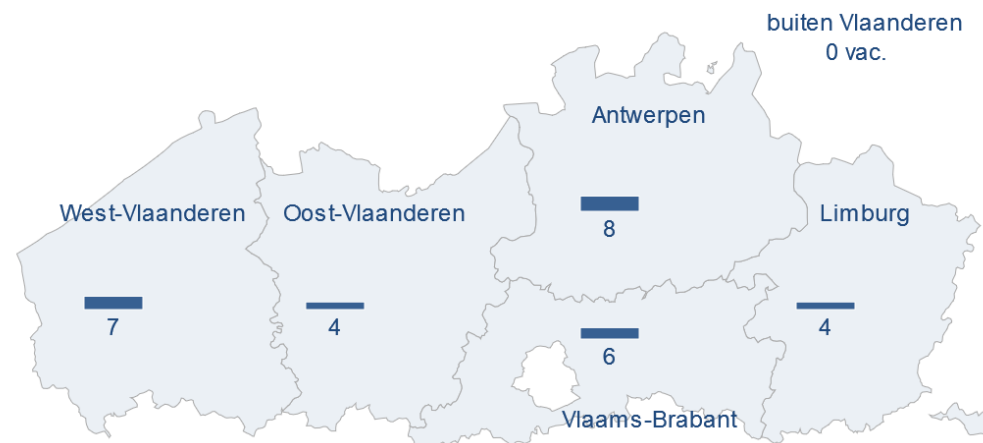 buiten Vlaanderen
0 vac.
Antwerpen
8
West-Vlaanderen
7
Oost-Vlaanderen
4
Limburg
4
6
Vlaams-Brabant